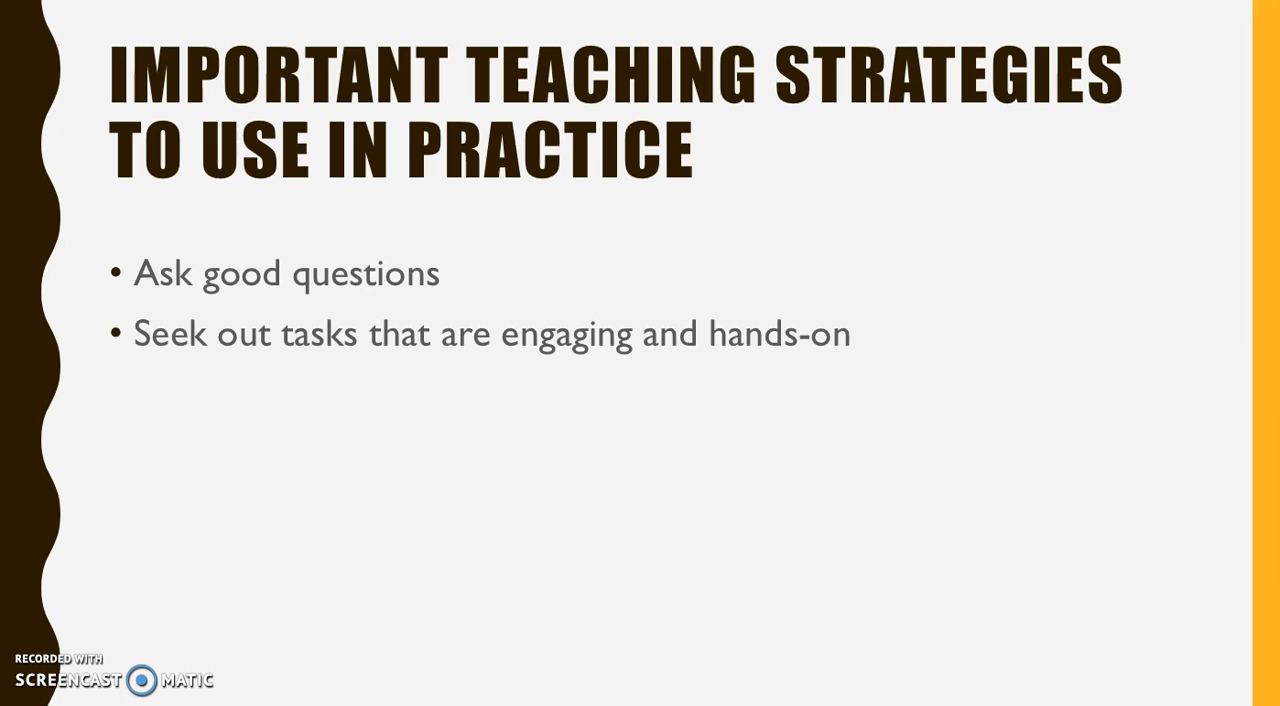 IMPORTANT TEACHING STRATEGIES
TO USE IN PRACTICE
• Ask good questions
• Seek out tasks that are engaging and hands-on
RECORDED WITH
SCREENCAST MATIC